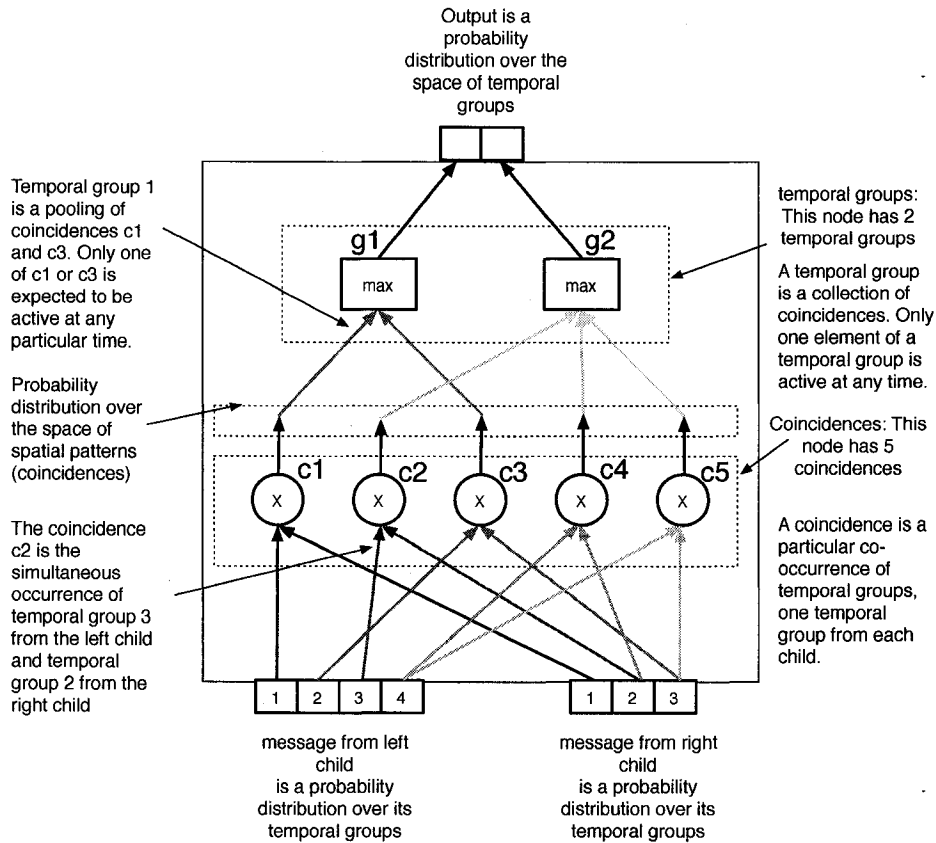 Output is a
probability
distribution over the
space of temporal
groups
Temporal group 1
is a pooling of
coincidences c1
and c3. Only one
of c1 or c3 is
expected to be
active at any
particular time.
Probability
distribution over
the space of
spatial patterns
(coincidences)
The coincidence
c2 is the
simultaneous
occurrence of
temporal group 3
from the left child
and temporal
group 2 from the
right child
g1
g2
max
max
c1
c2
c3
c4
c5
X
X
X
X
X
temporal groups:
This node has 2
temporal groups
A temporal group
is a collection of
coincidences. Only
one element of a
temporal group is
active at any time.
Coincidences: This
node has 5
coincidences
A coincidence is a
particular co-
occurrence of
temporal groups,
one temporal
group from each
child.
1 2 3 4
1 2 3
message from left
child
is a probability
distribution over its
temporal groups
message from right
child
is a probability
distribution over its
temporal groups